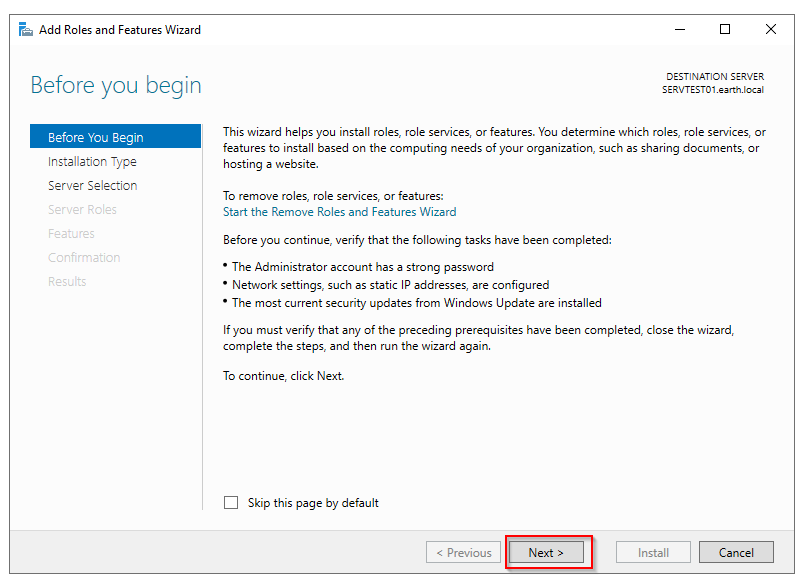 Add Roles and Features Wizard
Before you begin
DESTINATION SERVER
SERVTEST01.earth.local
Before You Begin
Installation Type
Server Selection
Server Roles
Features
Confirmation
Results
This wizard helps you install roles, role services, or features. You determine which roles, role services, or
features to install based on the computing needs of your organization, such as sharing documents, or
hosting a website.
To remove roles, role services, or features:
Start the Remove Roles and Features Wizard
Before you continue, verify that the following tasks have been completed:
• The Administrator account has a strong password
• Network settings, such as static IP addresses, are configured
• The most current security updates from Windows Update are installed
If you must verify that any of the preceding prerequisites have been completed, close the wizard,
complete the steps, and then run the wizard again.
To continue, click Next.
Skip this page by default
< Previous
Next >
Install
Cancel